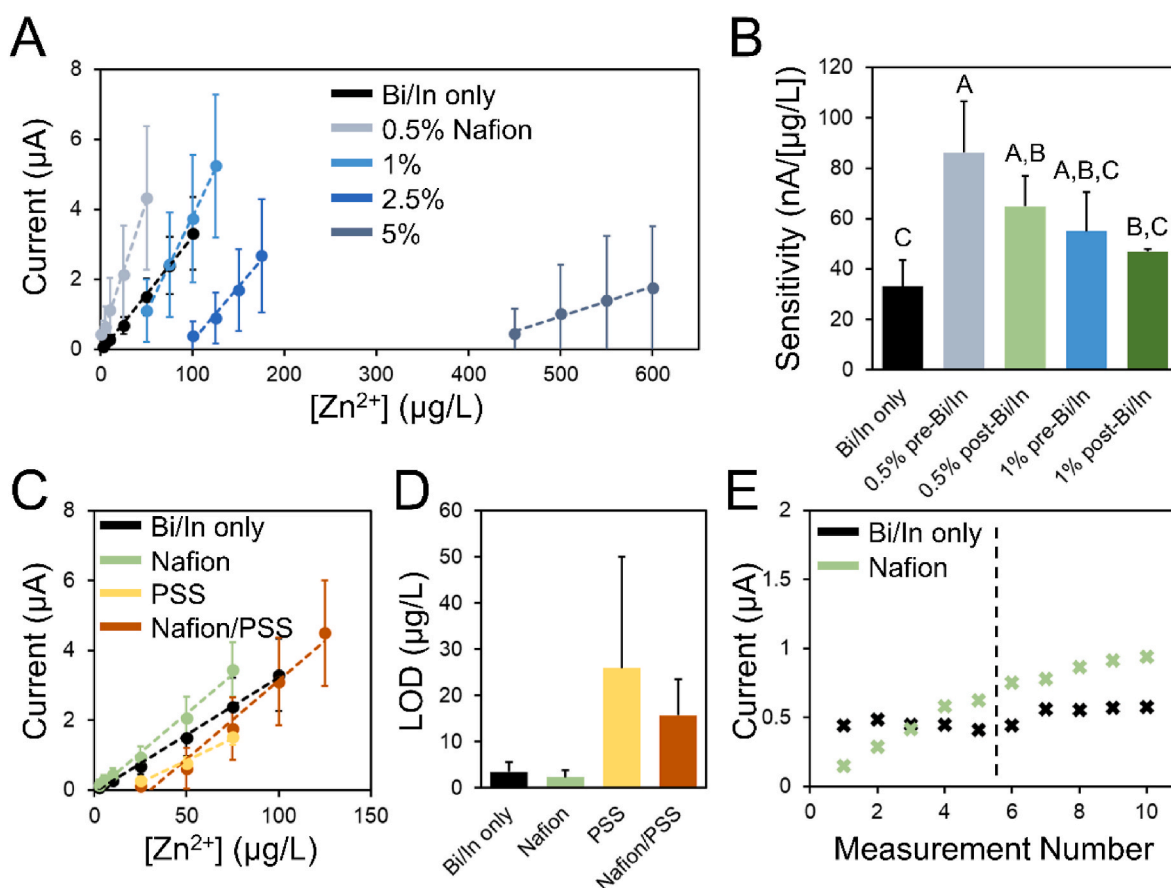 A
Current (µA)
8
6
4
2
0
0 100 200 300 400 500 600
[Zn²⁺] (µg/L)
Bi/In only
0.5% Nafion
1%
2.5%
5%
B
Sensitivity (nA/[µg/L])
120
100
80
60
40
20
0
C
A
A,B
A,B,C
B,C
Bi/In only
0.5% pre-Bi/In
0.5% post-Bi/In
1% pre-Bi/In
1% post-Bi/In
C
Current (µA)
8
6
4
2
0
0 50 100 150
[Zn²⁺] (µg/L)
Bi/In only
Nafion
PSS
Nafion/PSS
D
LOD (µg/L)
60
50
40
30
20
10
0
Bi/In only
Nafion
PSS
Nafion/PSS
E
Current (µA)
2
1.5
1
0.5
0
0 2 4 6 8 10
Measurement Number
Bi/In only
Nafion